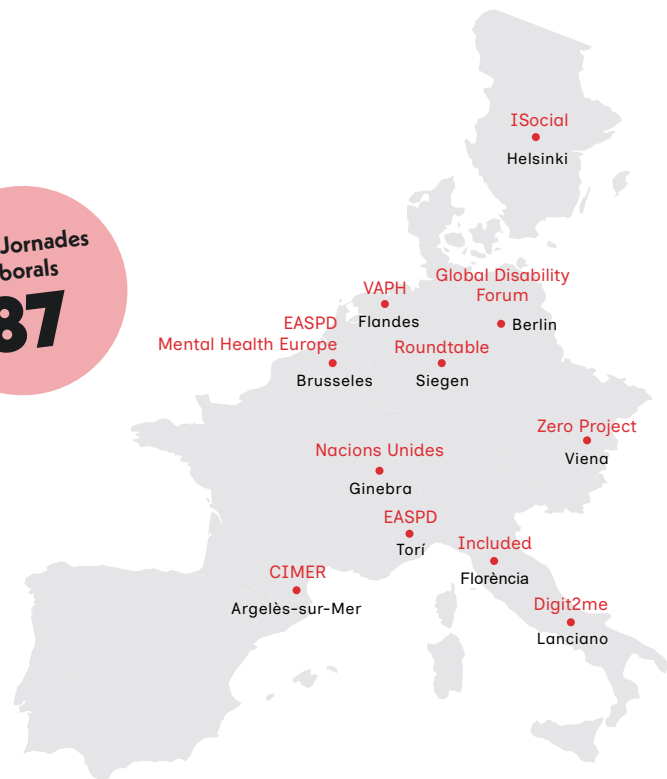 ISocial
Helsinki
Jornades
87
VAPH
Flandes
Global Disability
Forum
Berlin
EASPD
Mental Health Europe
Brusseles
Roundtable
Siegen
Zero Project
Viena
Nacions Unides
Ginebra
EASPD
Torí
Included
Florència
CIMER
Argelès-sur-Mer
Digit2me
Lanciano